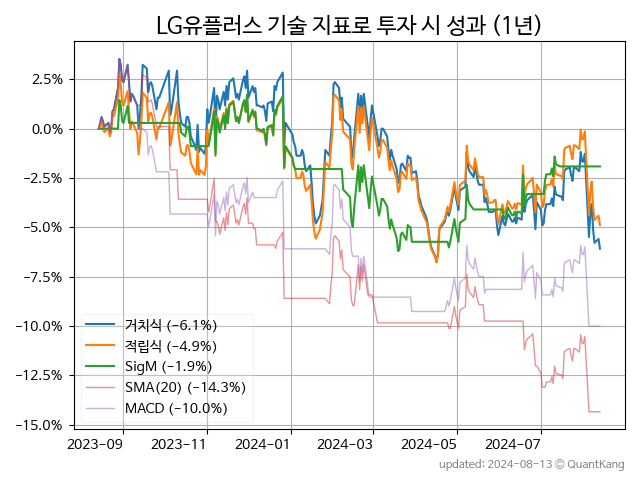 LG유플러스 기술 지표로 투자 시 성과 (1년)
2.5%
0.0%
−2.5%
−5.0%
−7.5%
−10.0%
−12.5%
−15.0%
거치식 (−6.1%)
적립식 (−4.9%)
SigM (−1.9%)
SMA(20) (−14.3%)
MACD (−10.0%)
2023-09
2023-11
2024-01
2024-03
2024-05
2024-07
updated: 2024-08-13 © QuantKang